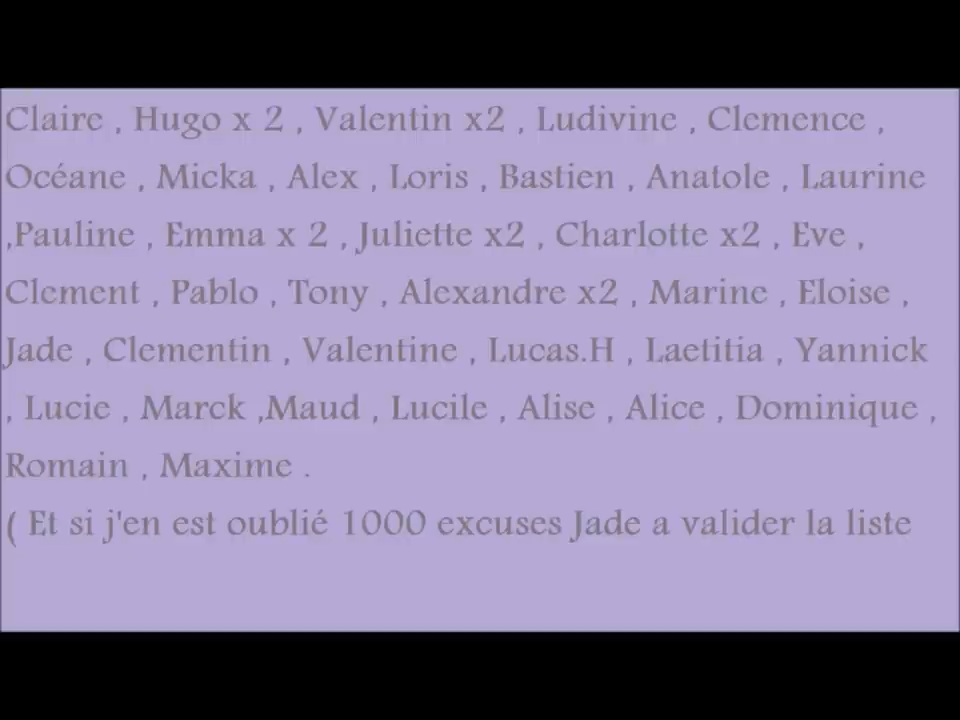 Claire , Hugo x 2 , Valentin x2 , Ludivine , Clemence ,
Océane , Micka , Alex , Loris , Bastien , Anatole , Laurine
,Pauline , Emma x 2 , Juliette x2 , Charlotte x2 , Eve ,
Clement , Pablo , Tony , Alexandre x2 , Marine , Eloise ,
Jade , Clementin , Valentine , Lucas.H , Laetitia , Yannick
, Lucie , Marck ,Maud , Lucile , Alise , Alice , Dominique ,
Romain , Maxime .
( Et si j'en est oublié 1000 excuses Jade a valider la liste